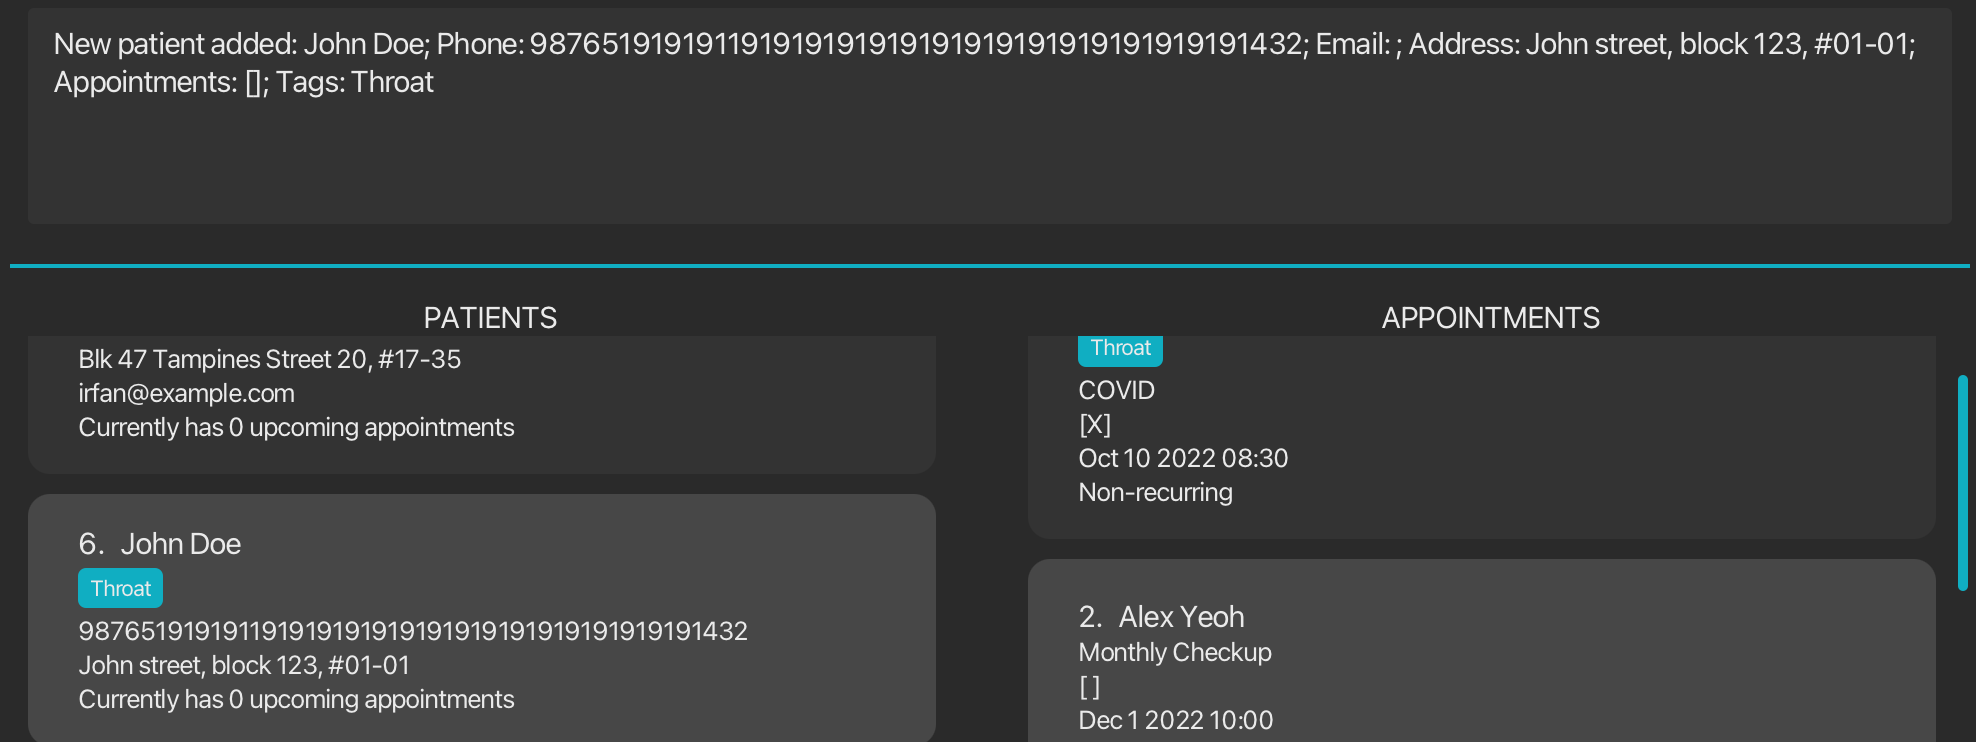 New patient added: John Doe; Phone: 98765191919119191919191919191919191919191919191432; Email: ; Address: John street, block 123, #01-01;
Appointments: []; Tags: Throat
PATIENTS
Blk 47 Tampines Street 20, #17-35
irfan@example.com
Currently has 0 upcoming appointments
6. John Doe
Throat
98765191919119191919191919191919191919191919191432
John street, block 123, #01-01
Currently has 0 upcoming appointments
APPOINTMENTS
Throat
COVID
[X]
Oct 10 2022 08:30
Non-recurring
2. Alex Yeoh
Monthly Checkup
[ ]
Dec 1 2022 10:00